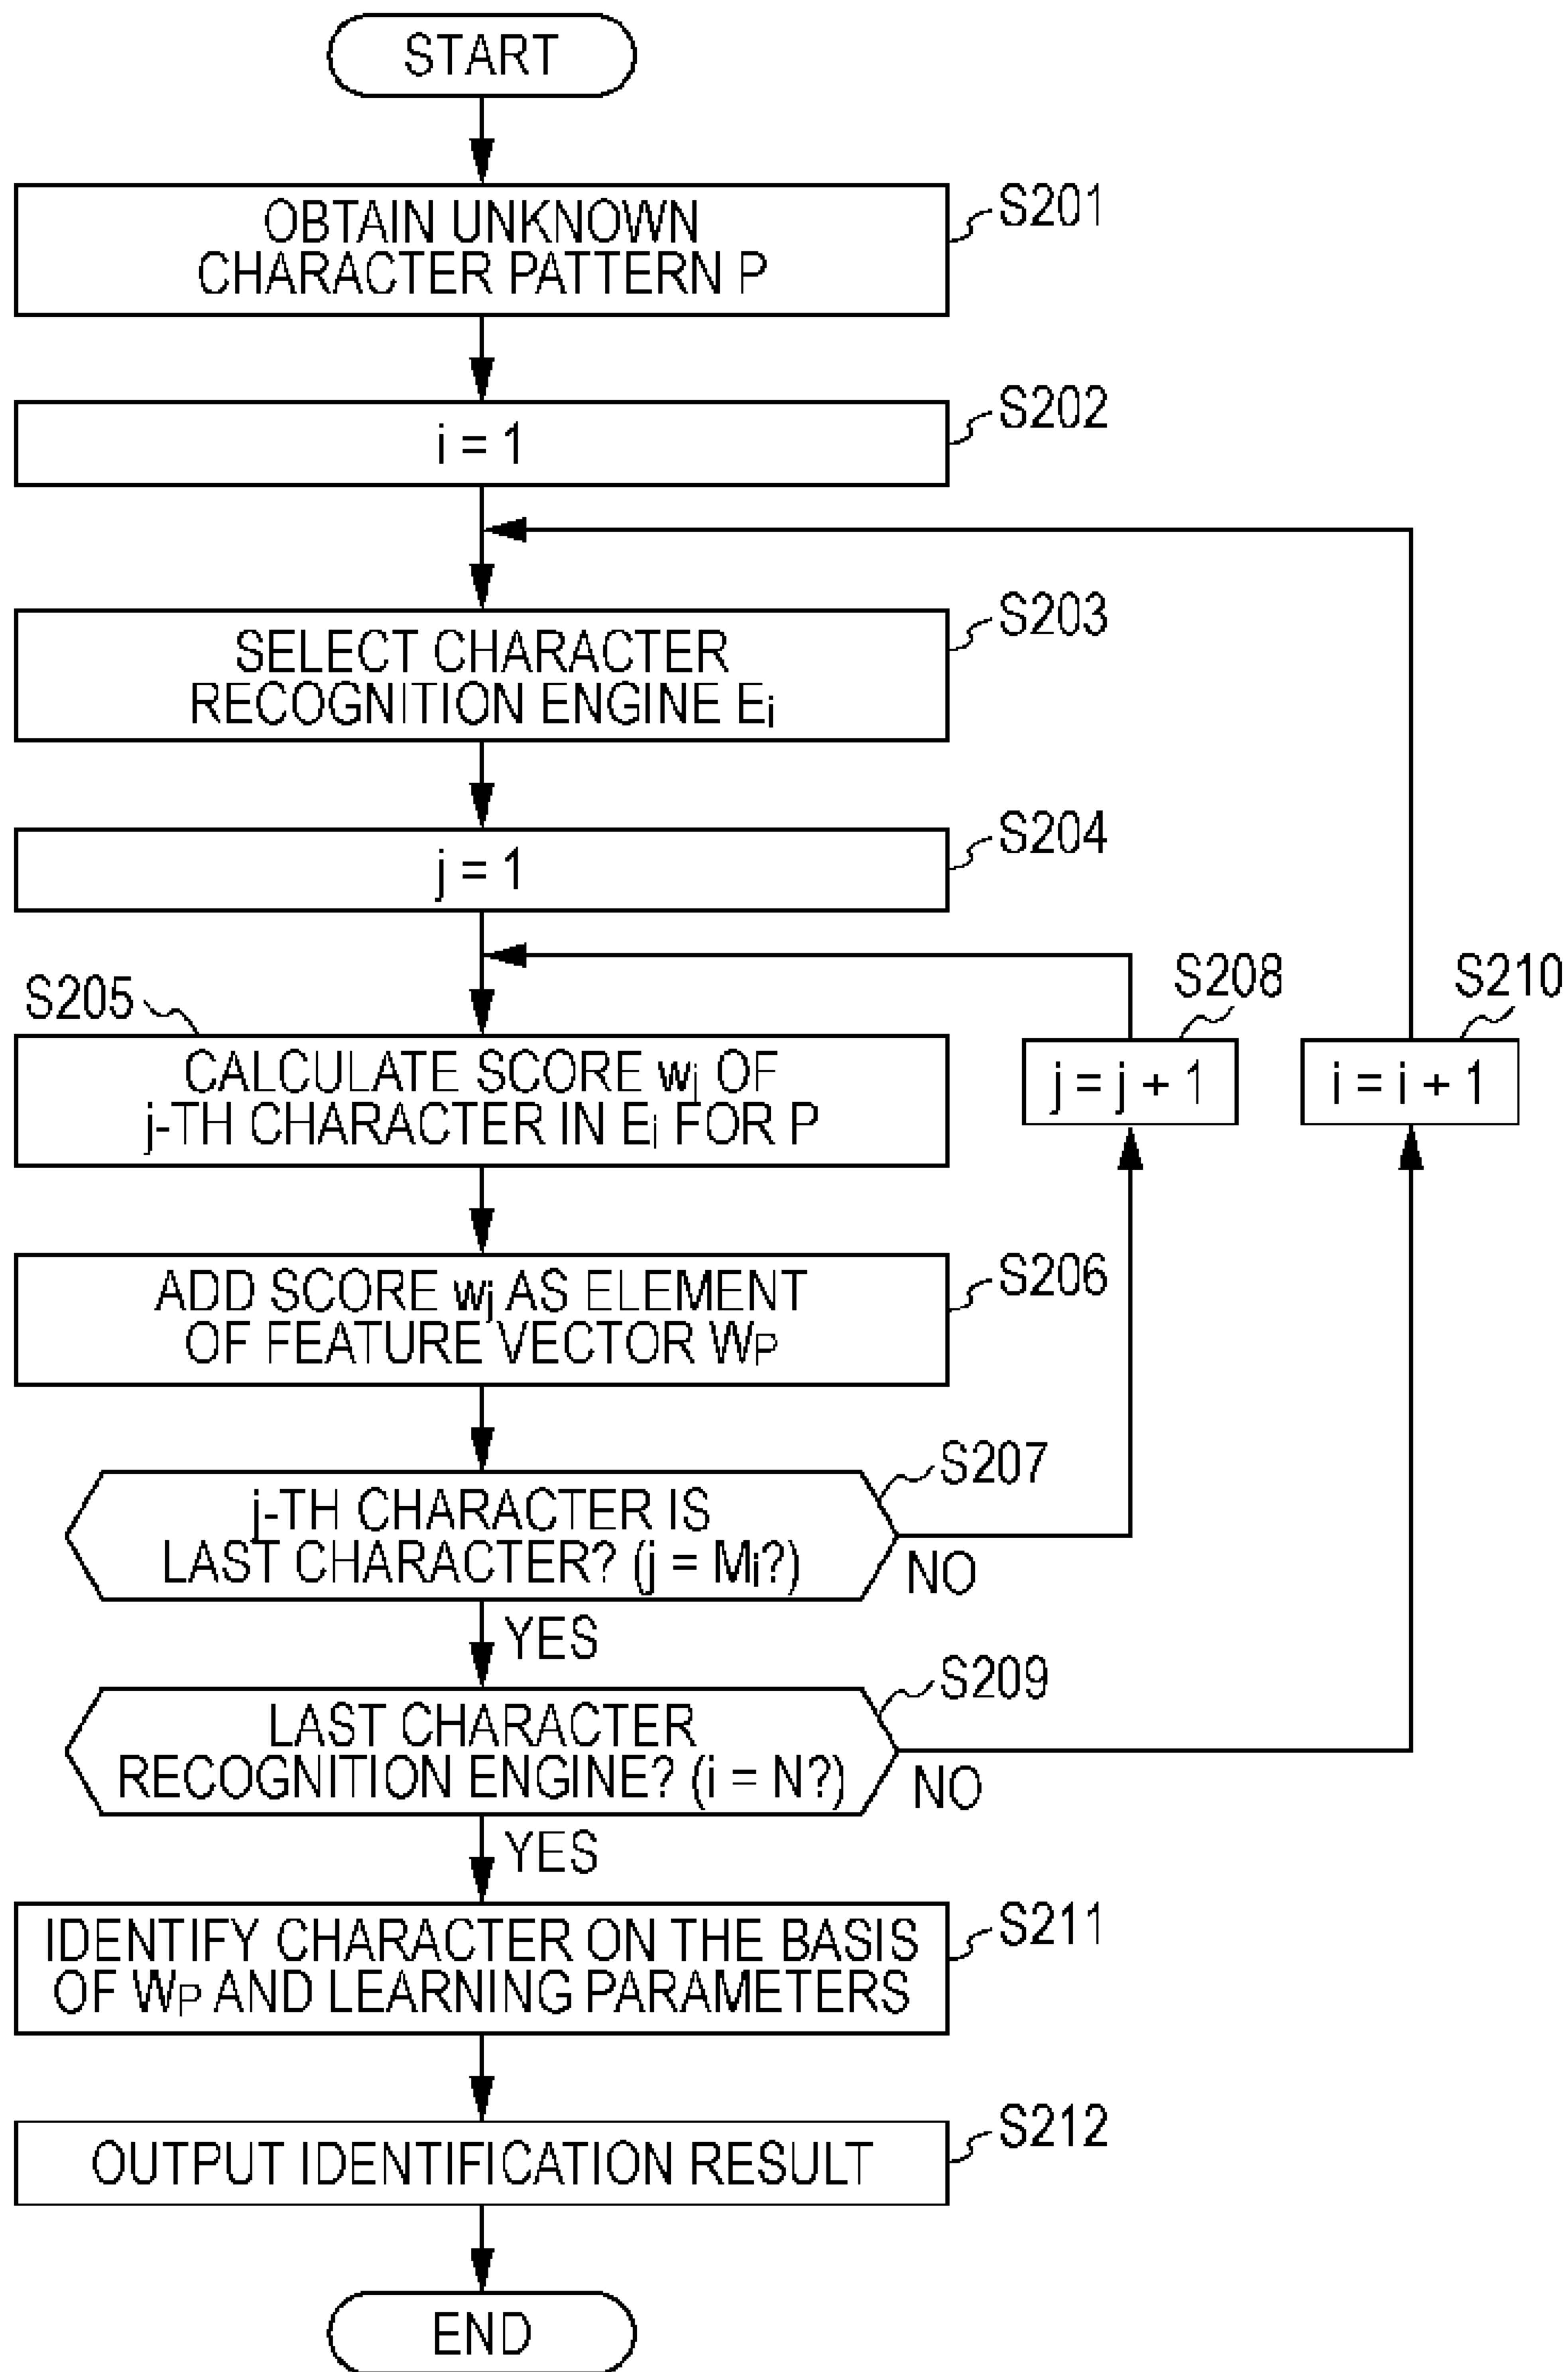 START
OBTAIN UNKNOWN
CHARACTER PATTERN P
S201
i = 1
S202
SELECT CHARACTER
RECOGNITION ENGINE Ei
S203
j = 1
S204
S205
CALCULATE SCORE wj OF
j-TH CHARACTER IN Ei FOR P
S208
j = j + 1
S210
i = i + 1
ADD SCORE wj AS ELEMENT
OF FEATURE VECTOR WP
S206
j-TH CHARACTER IS
LAST CHARACTER? (j = Mi?)
S207
NO
YES
LAST CHARACTER
RECOGNITION ENGINE? (i = N?)
S209
NO
YES
IDENTIFY CHARACTER ON THE BASIS
OF WP AND LEARNING PARAMETERS
S211
OUTPUT IDENTIFICATION RESULT
S212
END